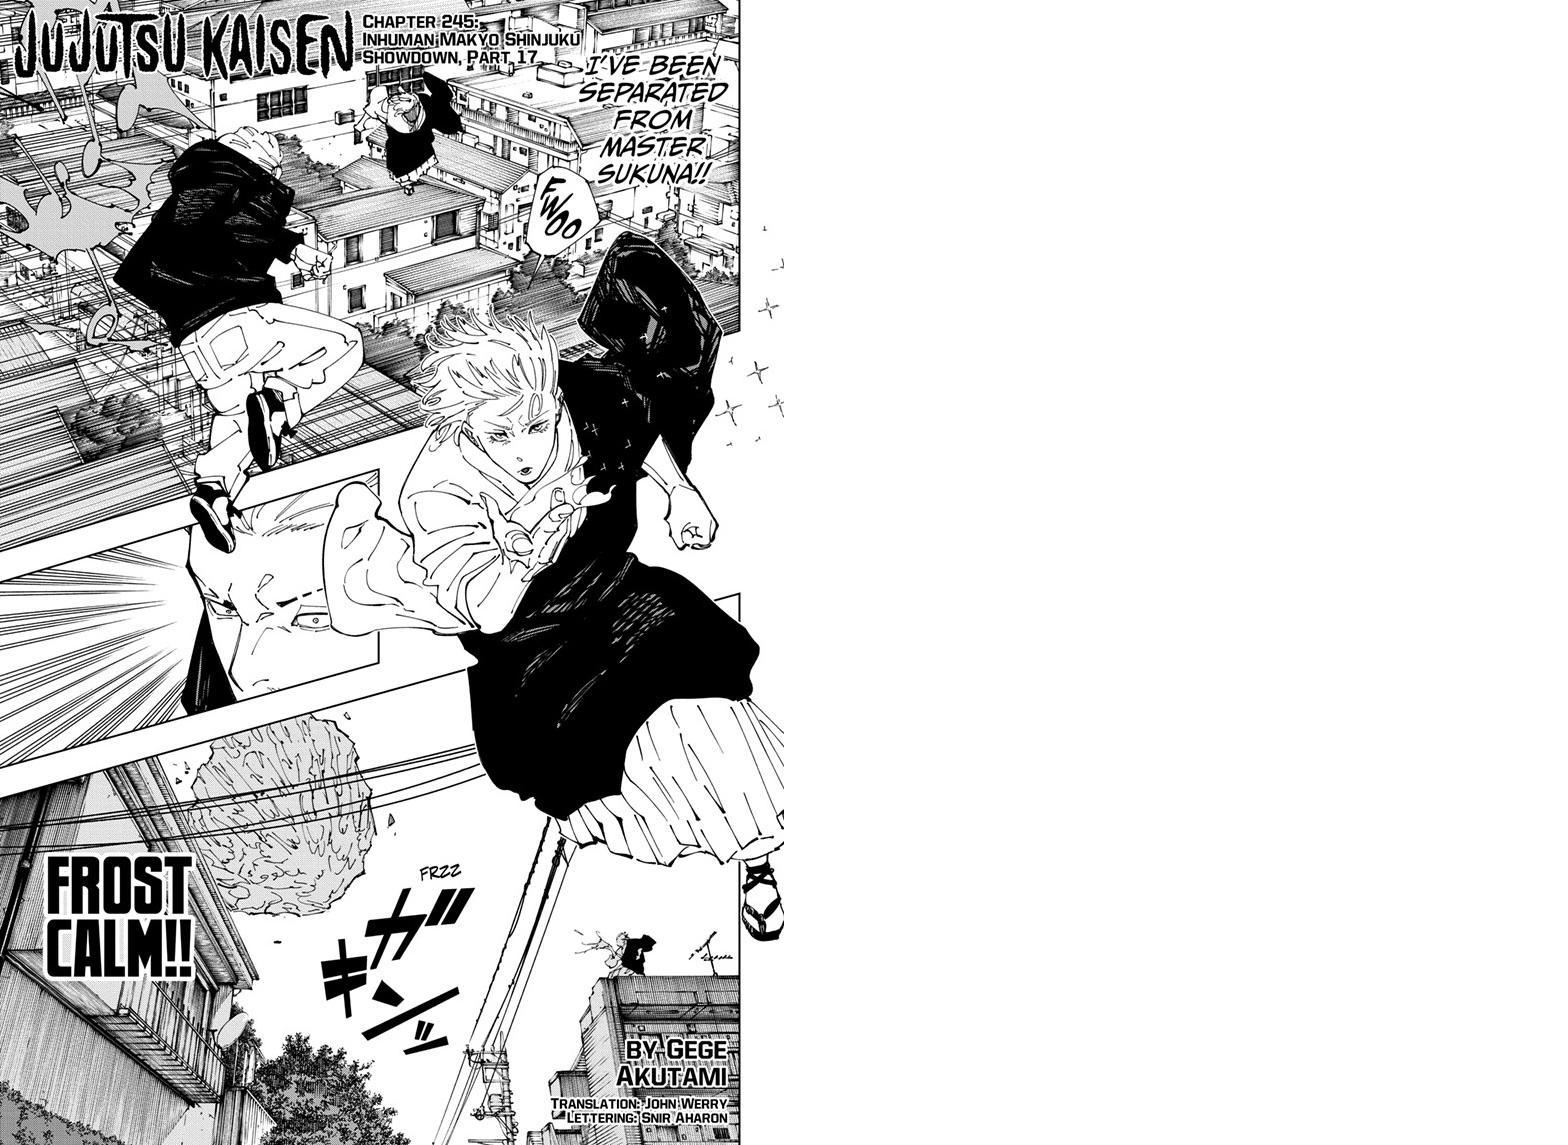 JUJUTSU KAISEN
CHAPTER 245:
INHUMAN MAKYO SHINJUKU
SHOWDOWN, PART 17
I'VE BEEN
SEPARATED
FROM
MASTER
SUKUNA!!
FWOO
FROST
CALM!!
FRZZ
ガ
キン゛
BY GEGE
AKUTAMI
TRANSLATION: JOHN WERRY
LETTERING: SNIR AHARON